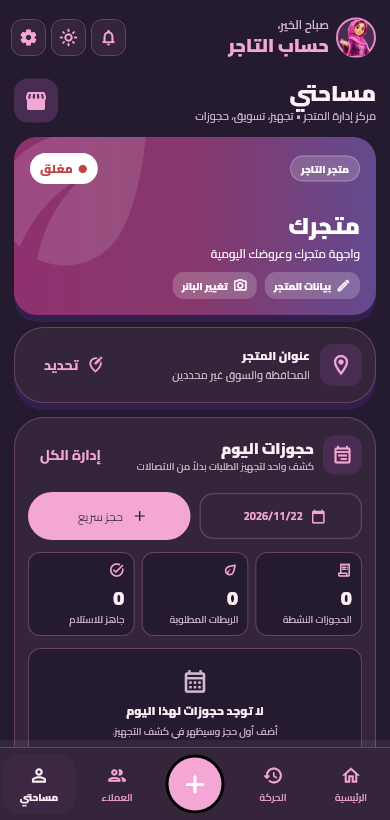 صباح الخير،
حساب التاجر
مساحتي
مركز إدارة المتجر • تجهيز، تسويق، حجوزات
متجر التاجر
مغلق
متجرك
واجهة متجرك وعروضك اليومية
بيانات المتجر
تغيير البانر
عنوان المتجر
المحافظة والسوق غير محددين
تحديد
حجوزات اليوم
كشف واحد لتجهيز الطلبات بدلاً من الاتصالات
إدارة الكل
2026/11/22
حجز سريع
0
الحجوزات النشطة
0
الربطات المطلوبة
0
جاهز للاستلام
لا توجد حجوزات لهذا اليوم
أضف أول حجز وسيظهر في كشف التجهيز.
الرئيسية
الحركة
العملاء
مساحتي